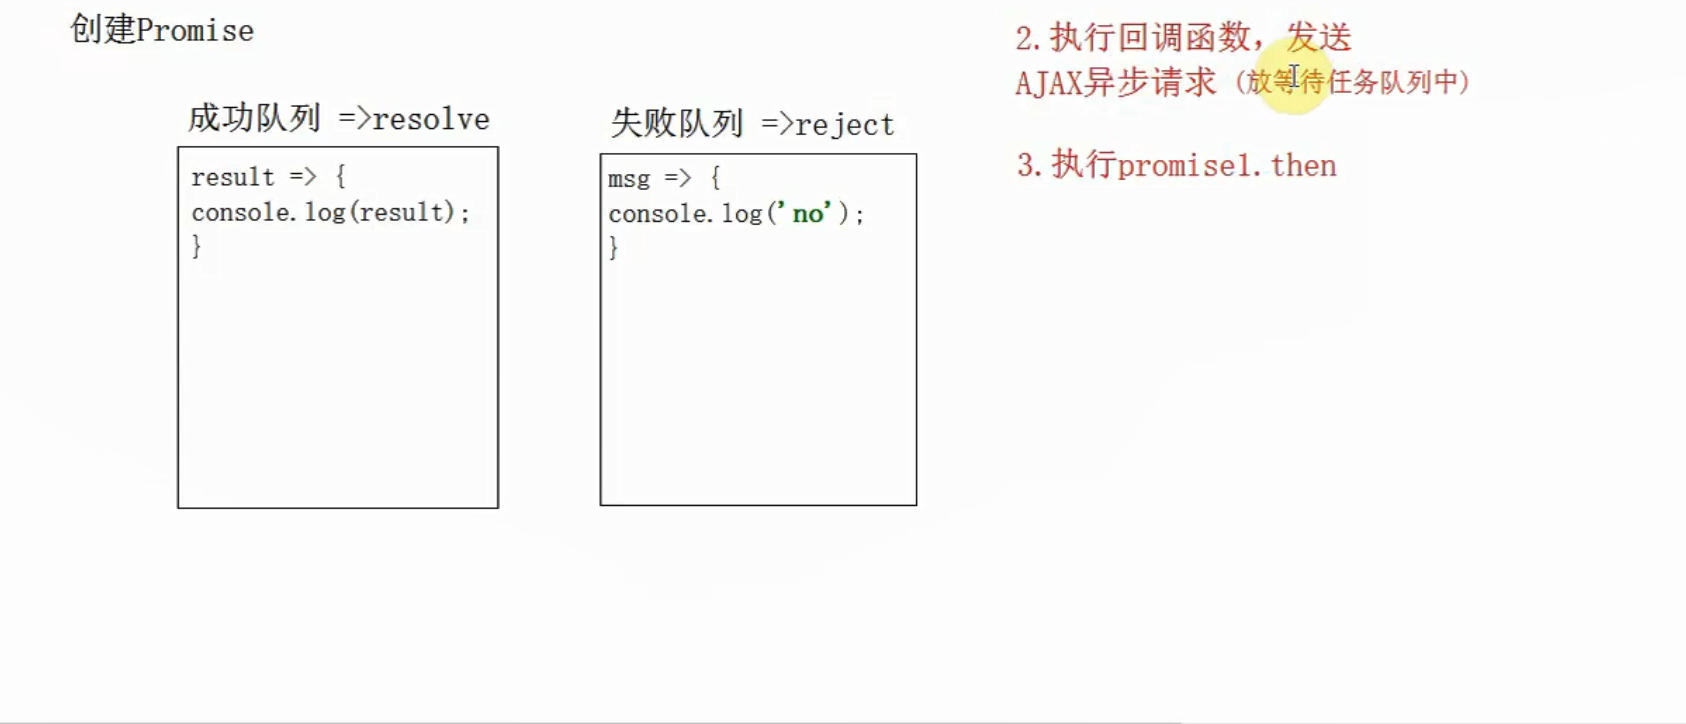 创建Promise
成功队列 =>resolve
result => {
console.log(result);
}
失败队列 =>reject
msg => {
console.log('no');
}
2.执行回调函数，发送
AJAX异步请求 (放等待任务队列中)
3.执行promise1.then